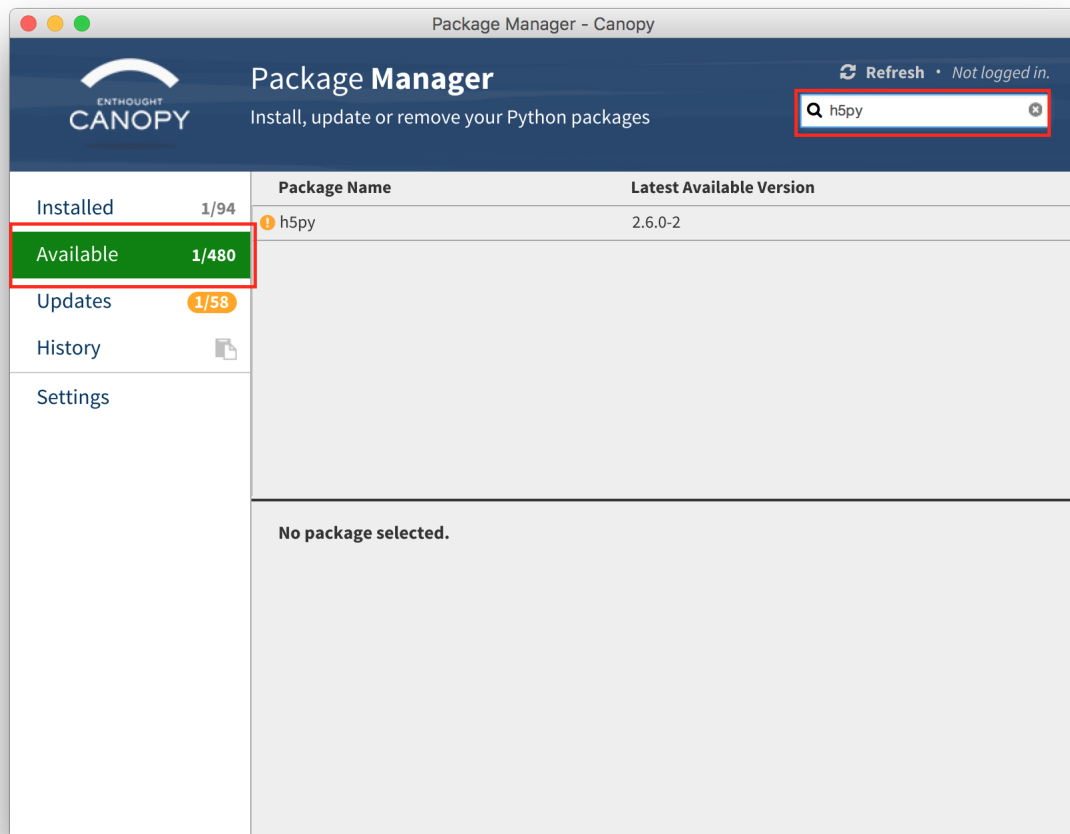 Package Manager - Canopy
ENTHOUGHT
CANOPY
Package Manager
Install, update or remove your Python packages
Refresh • Not logged in.
h5py
Installed 1/94
Available 1/480
Updates 1/58
History
Settings
Package Name Latest Available Version
h5py 2.6.0-2
No package selected.